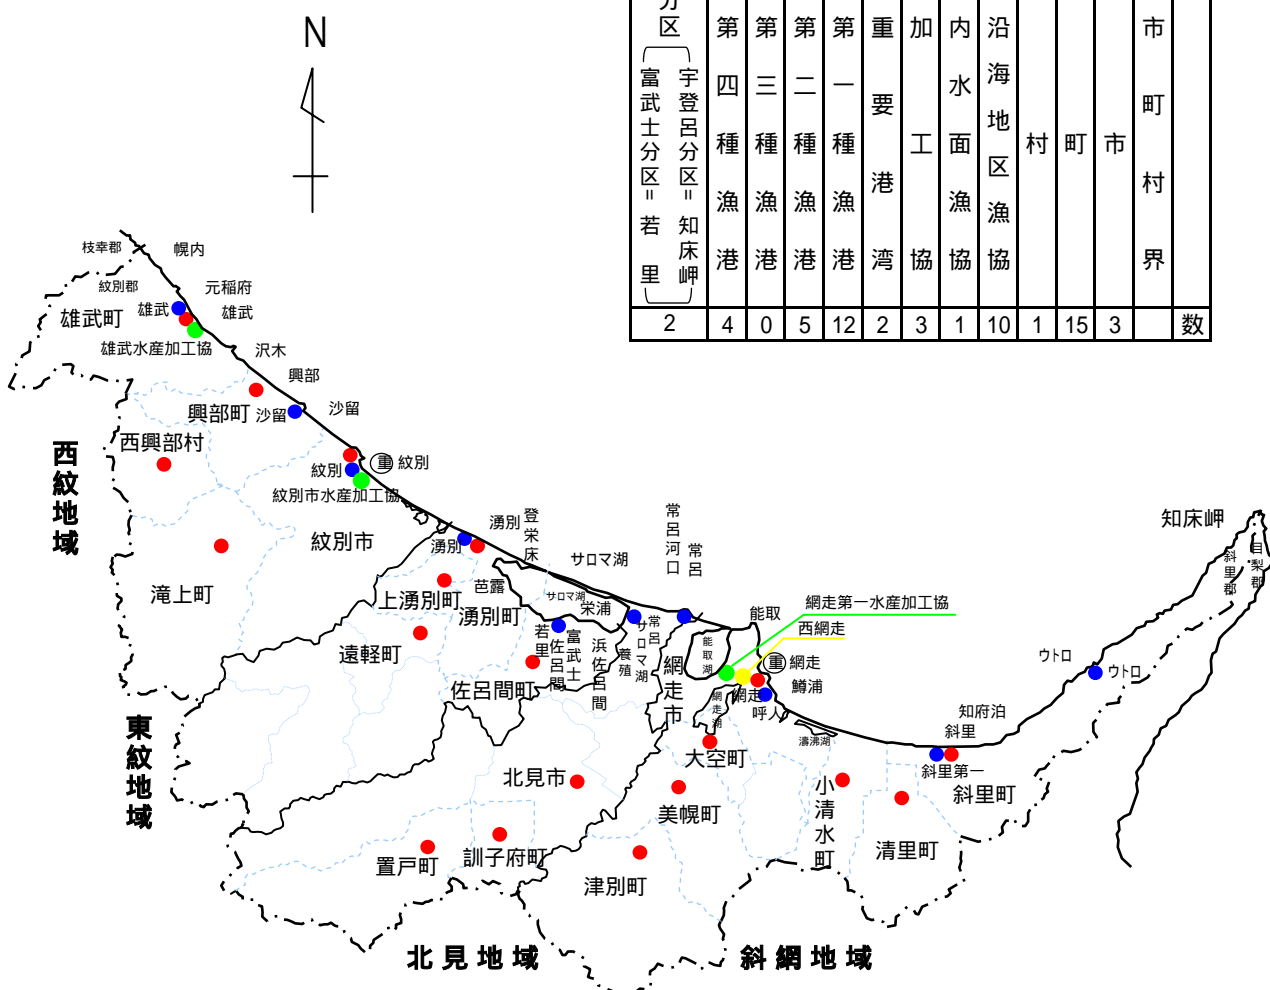 N
市町村界
数
市
3
町
15
村
1
沿海地区漁協
10
内水面漁協
1
加工協
3
重要港湾
2
第一種漁港
12
第二種漁港
5
第三種漁港
0
第四種漁港
4
分区
宇登呂分区=知床岬
富武士分区=若里
2
枝幸郡
幌内
紋別郡
元稲府
雄武町
雄武
雄武
雄武水産加工協
沢木
興部
興部町
沙留
沙留
西興部村
西紋地域
紋別
重 紋別
紋別市水産加工協
紋別市
滝上町
湧別
湧別
登栄床
サロマ湖
常呂河口
常呂
上湧別町
芭露
サロマ湖
栄浦
湧別町
遠軽町
若里
佐呂間
富武士
浜佐呂間
養殖
サロマ湖
常呂
佐呂間町
能取湖
能取
網走第一水産加工協
西網走
重 網走
鱒浦
網走
呼人
網走湖
網走市
濤沸湖
知床岬
斜里郡
目梨郡
ウトロ
ウトロ
知府泊
斜里
斜里第一
斜里町
東紋地域
北見市
大空町
美幌町
小清水町
清里町
置戸町
訓子府町
津別町
北見地域
斜網地域